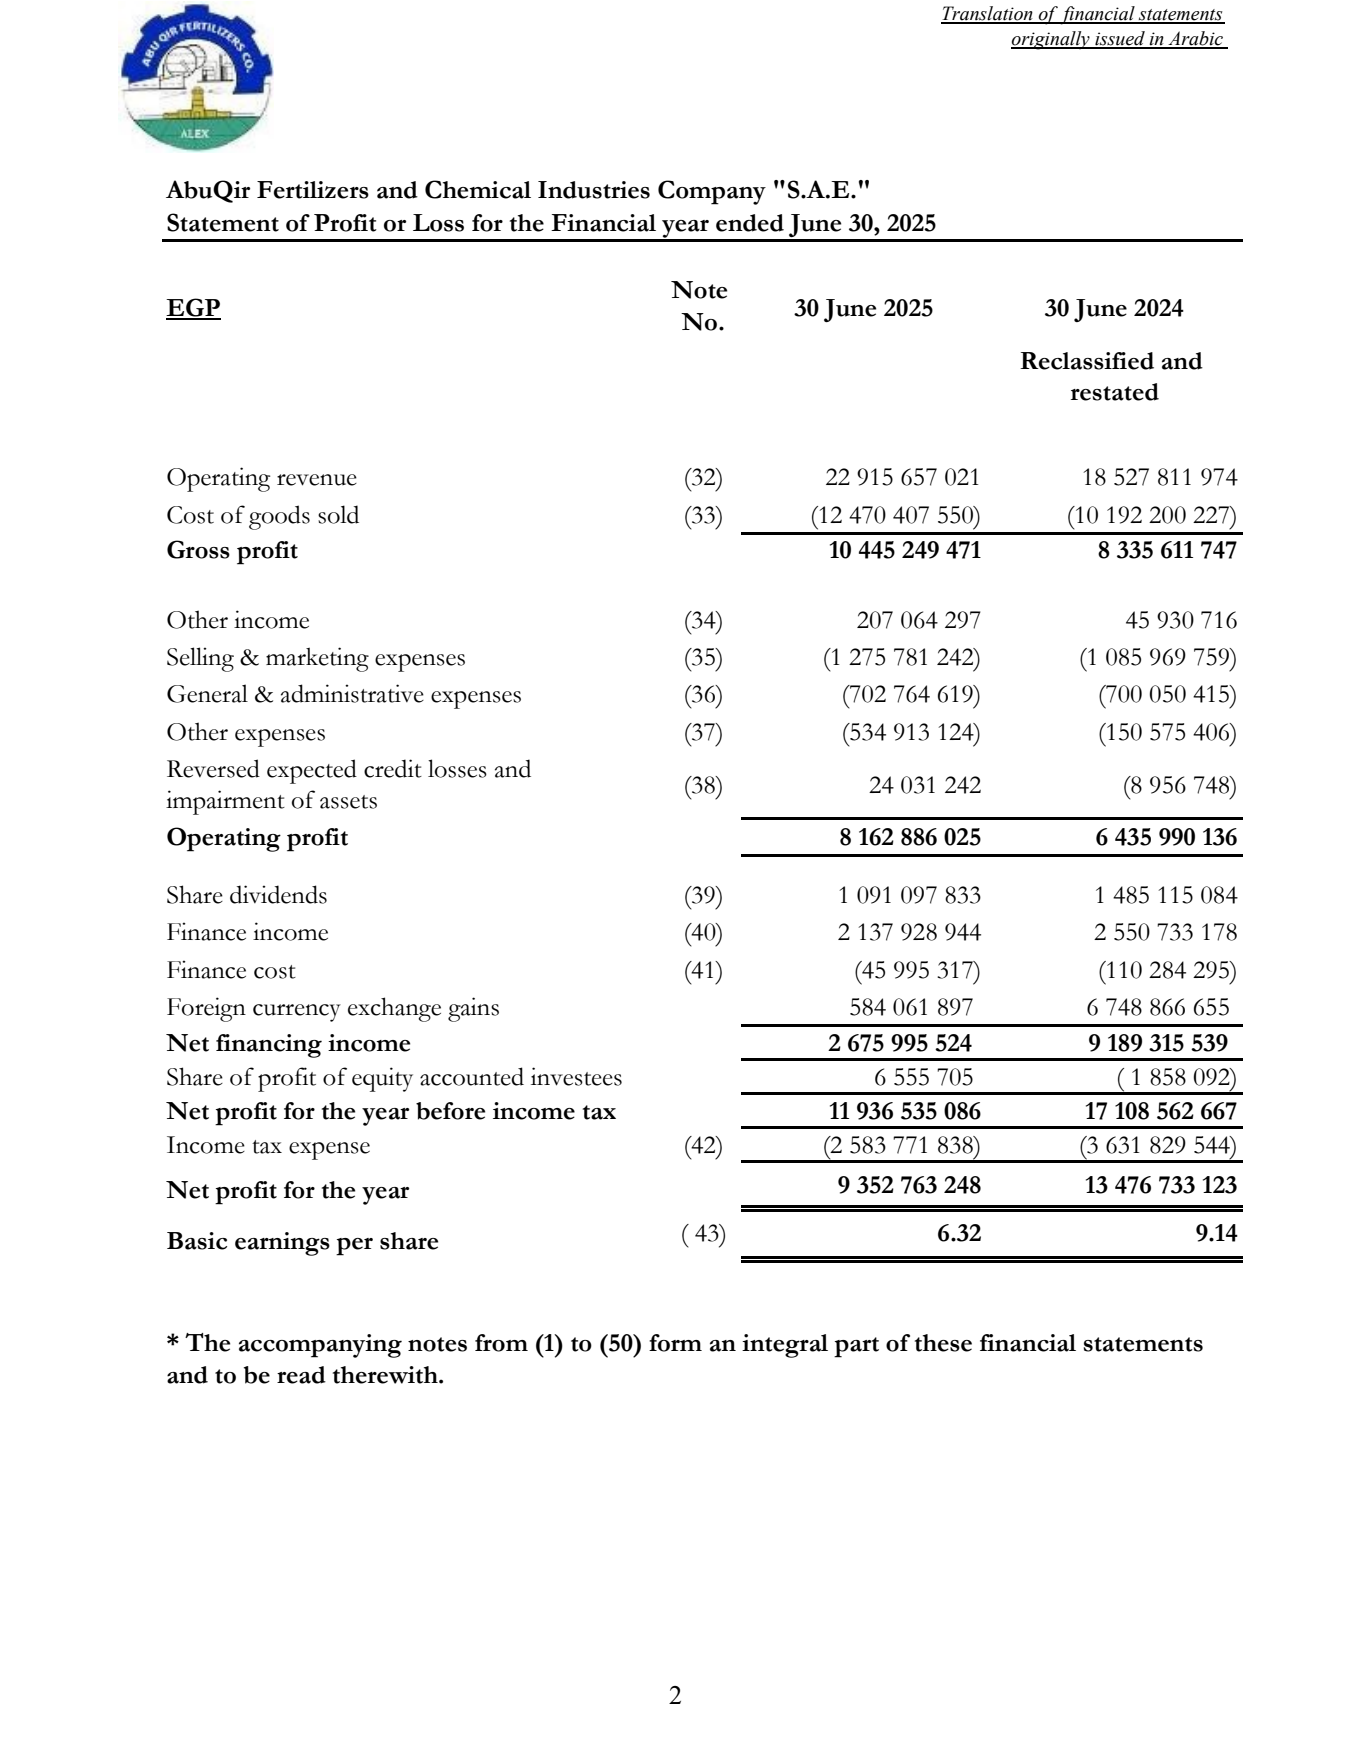 Translation of financial statements
originally issued in Arabic
ABU QIR FERTILIZERS CO.
ALEX
AbuQir Fertilizers and Chemical Industries Company "S.A.E."
Statement of Profit or Loss for the Financial year ended June 30, 2025
EGP Note No. 30 June 2025 30 June 2024
Reclassified and
restated
Operating revenue (32) 22 915 657 021 18 527 811 974
Cost of goods sold (33) (12 470 407 550) (10 192 200 227)
Gross profit 10 445 249 471 8 335 611 747
Other income (34) 207 064 297 45 930 716
Selling & marketing expenses (35) (1 275 781 242) (1 085 969 759)
General & administrative expenses (36) (702 764 619) (700 050 415)
Other expenses (37) (534 913 124) (150 575 406)
Reversed expected credit losses and
impairment of assets (38) 24 031 242 (8 956 748)
Operating profit 8 162 886 025 6 435 990 136
Share dividends (39) 1 091 097 833 1 485 115 084
Finance income (40) 2 137 928 944 2 550 733 178
Finance cost (41) (45 995 317) (110 284 295)
Foreign currency exchange gains 584 061 897 6 748 866 655
Net financing income 2 675 995 524 9 189 315 539
Share of profit of equity accounted investees 6 555 705 ( 1 858 092)
Net profit for the year before income tax 11 936 535 086 17 108 562 667
Income tax expense (42) (2 583 771 838) (3 631 829 544)
Net profit for the year 9 352 763 248 13 476 733 123
Basic earnings per share ( 43) 6.32 9.14
* The accompanying notes from (1) to (50) form an integral part of these financial statements
and to be read therewith.
2